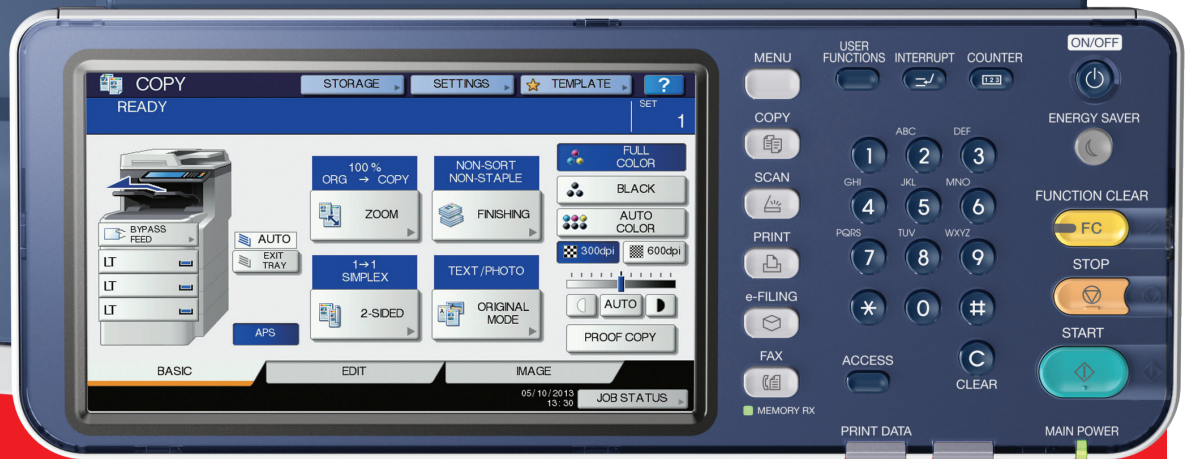 COPY
STORAGE
SETTINGS
TEMPLATE
?
READY
SET
1
BYPASS
FEED
LT
LT
LT
AUTO
EXIT
TRAY
APS
100 %
ORG → COPY
ZOOM
NON-SORT
NON-STAPLE
FINISHING
1→1
SIMPLEX
2-SIDED
TEXT/PHOTO
ORIGINAL
MODE
FULL
COLOR
BLACK
AUTO
COLOR
300dpi
600dpi
AUTO
PROOF COPY
BASIC
EDIT
IMAGE
05/10/2013
13:30
JOB STATUS
MENU
COPY
SCAN
PRINT
e-FILING
FAX
MEMORY RX
USER
FUNCTIONS
INTERRUPT
COUNTER
123
ABC
DEF
1
2
3
GHI
JKL
MNO
4
5
6
PQRS
TUV
WXYZ
7
8
9
*
0
#
ACCESS
C
CLEAR
PRINT DATA
ON/OFF
ENERGY SAVER
FUNCTION CLEAR
FC
STOP
START
MAIN POWER